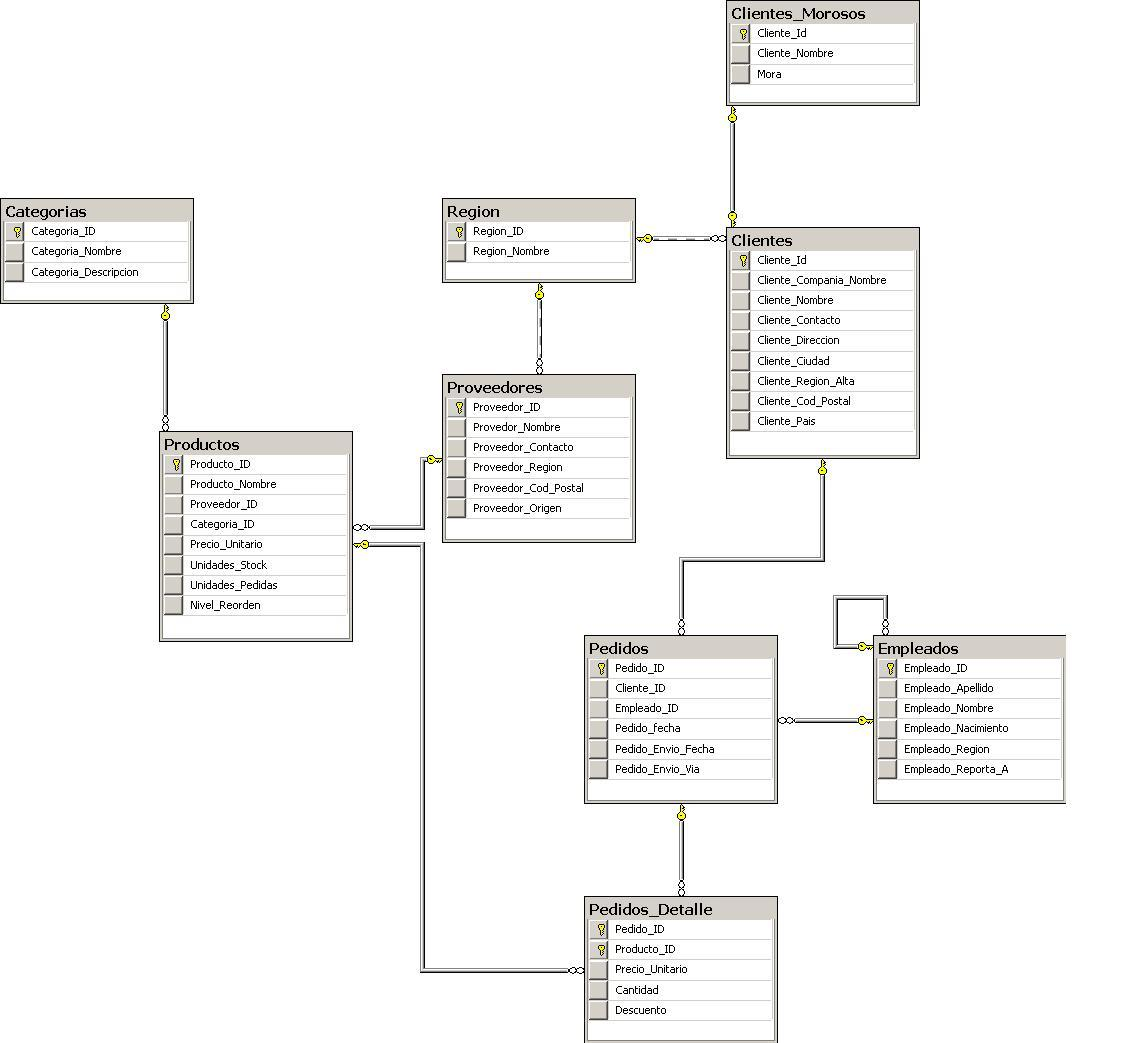 Clientes_Morosos
Cliente_Id
Cliente_Nombre
Mora
Categorias
Categoria_ID
Categoria_Nombre
Categoria_Descripcion
Region
Region_ID
Region_Nombre
Clientes
Cliente_Id
Cliente_Compania_Nombre
Cliente_Nombre
Cliente_Contacto
Cliente_Direccion
Cliente_Ciudad
Cliente_Region_Alta
Cliente_Cod_Postal
Cliente_Pais
Proveedores
Proveedor_ID
Provedor_Nombre
Proveedor_Contacto
Proveedor_Region
Proveedor_Cod_Postal
Proveedor_Origen
Productos
Producto_ID
Producto_Nombre
Proveedor_ID
Categoria_ID
Precio_Unitario
Unidades_Stock
Unidades_Pedidas
Nivel_Reorden
Pedidos
Pedido_ID
Cliente_ID
Empleado_ID
Pedido_fecha
Pedido_Envio_Fecha
Pedido_Envio_Via
Empleados
Empleado_ID
Empleado_Apellido
Empleado_Nombre
Empleado_Nacimiento
Empleado_Region
Empleado_Reporta_A
Pedidos_Detalle
Pedido_ID
Producto_ID
Precio_Unitario
Cantidad
Descuento